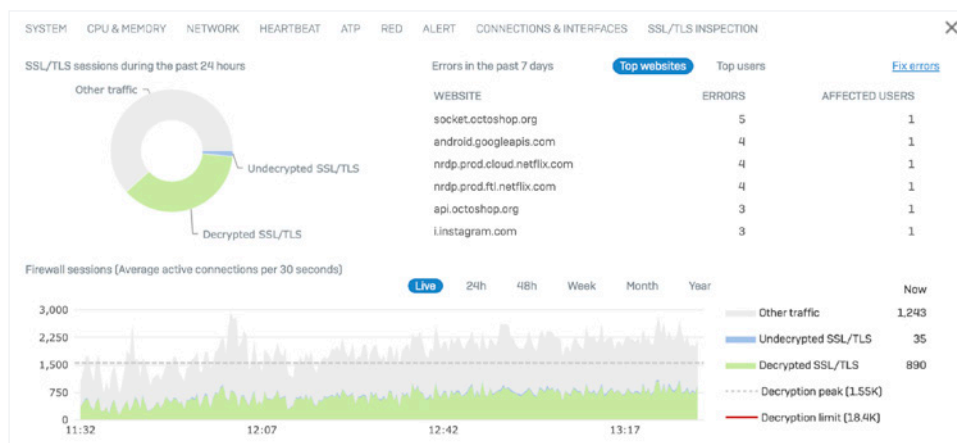 SYSTEM CPU & MEMORY NETWORK HEARTBEAT ATP RED ALERT CONNECTIONS & INTERFACES SSL/TLS INSPECTION
SSL/TLS sessions during the past 24 hours
Other traffic
Undecrypted SSL/TLS
Decrypted SSL/TLS
Errors in the past 7 days Top websites Top users Fix errors
WEBSITE ERRORS AFFECTED USERS
socket.octoshop.org 5 1
android.googleapis.com 4 1
nrdp.prod.cloud.netflix.com 4 1
nrdp.prod.ftl.netflix.com 4 1
api.octoshop.org 3 1
i.instagram.com 3 1
Firewall sessions (Average active connections per 30 seconds)
Live 24h 48h Week Month Year
3,000
2,250
1,500
750
0
11:32 12:07 12:42 13:17
Now
Other traffic 1,243
Undecrypted SSL/TLS 35
Decrypted SSL/TLS 890
Decryption peak (1.55K)
Decryption limit (18.4K)